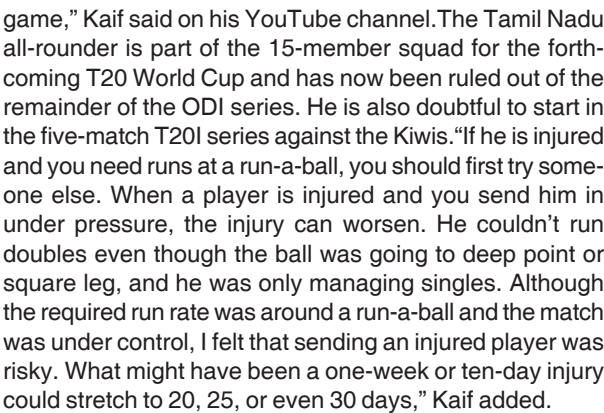 game,” Kaif said on his YouTube channel.The Tamil Nadu
all-rounder is part of the 15-member squad for the forth-
coming T20 World Cup and has now been ruled out of the
remainder of the ODI series. He is also doubtful to start in
the five-match T20I series against the Kiwis.“If he is injured
and you need runs at a run-a-ball, you should first try some-
one else. When a player is injured and you send him in
under pressure, the injury can worsen. He couldn’t run
doubles even though the ball was going to deep point or
square leg, and he was only managing singles. Although
the required run rate was around a run-a-ball and the match
was under control, I felt that sending an injured player was
risky. What might have been a one-week or ten-day injury
could stretch to 20, 25, or even 30 days,” Kaif added.